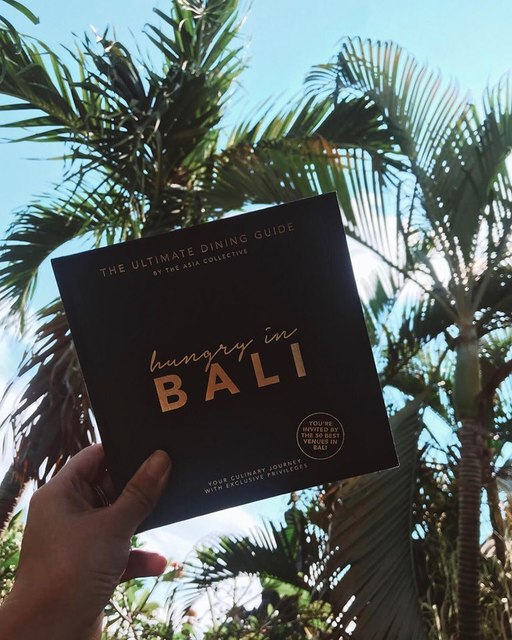 THE ULTIMATE DINING GUIDE
BY THE ASIA COLLECTIVE
hungry in
BALI
YOU'RE
INVITED BY
THE 50 BEST
VENUES IN
BALI
YOUR CULINARY JOURNEY
WITH EXCLUSIVE PRIVILEGES